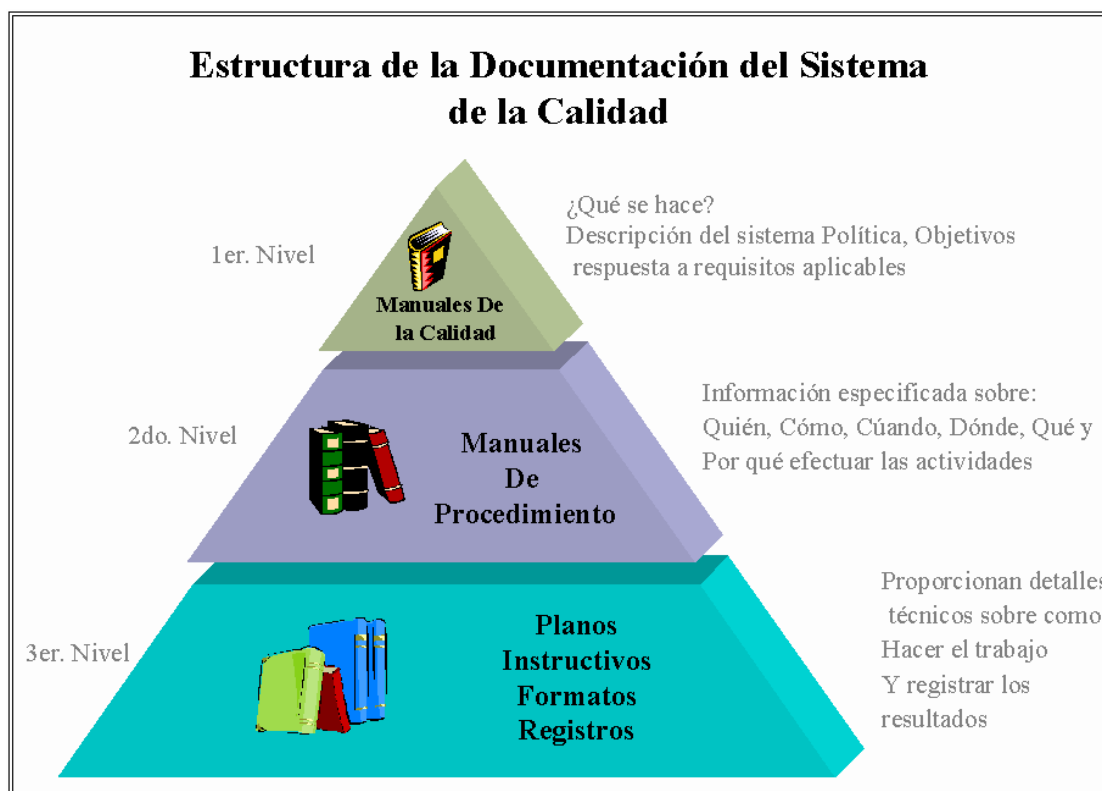 Estructura de la Documentación del Sistema
de la Calidad
1er. Nivel
Manuales De
la Calidad
¿Qué se hace?
Descripción del sistema Política, Objetivos
respuesta a requisitos aplicables
2do. Nivel
Manuales
De
Procedimiento
Información especificada sobre:
Quién, Cómo, Cúando, Dónde, Qué y
Por qué efectuar las actividades
3er. Nivel
Planos
Instructivos
Formatos
Registros
Proporcionan detalles
técnicos sobre como
Hacer el trabajo
Y registrar los
resultados